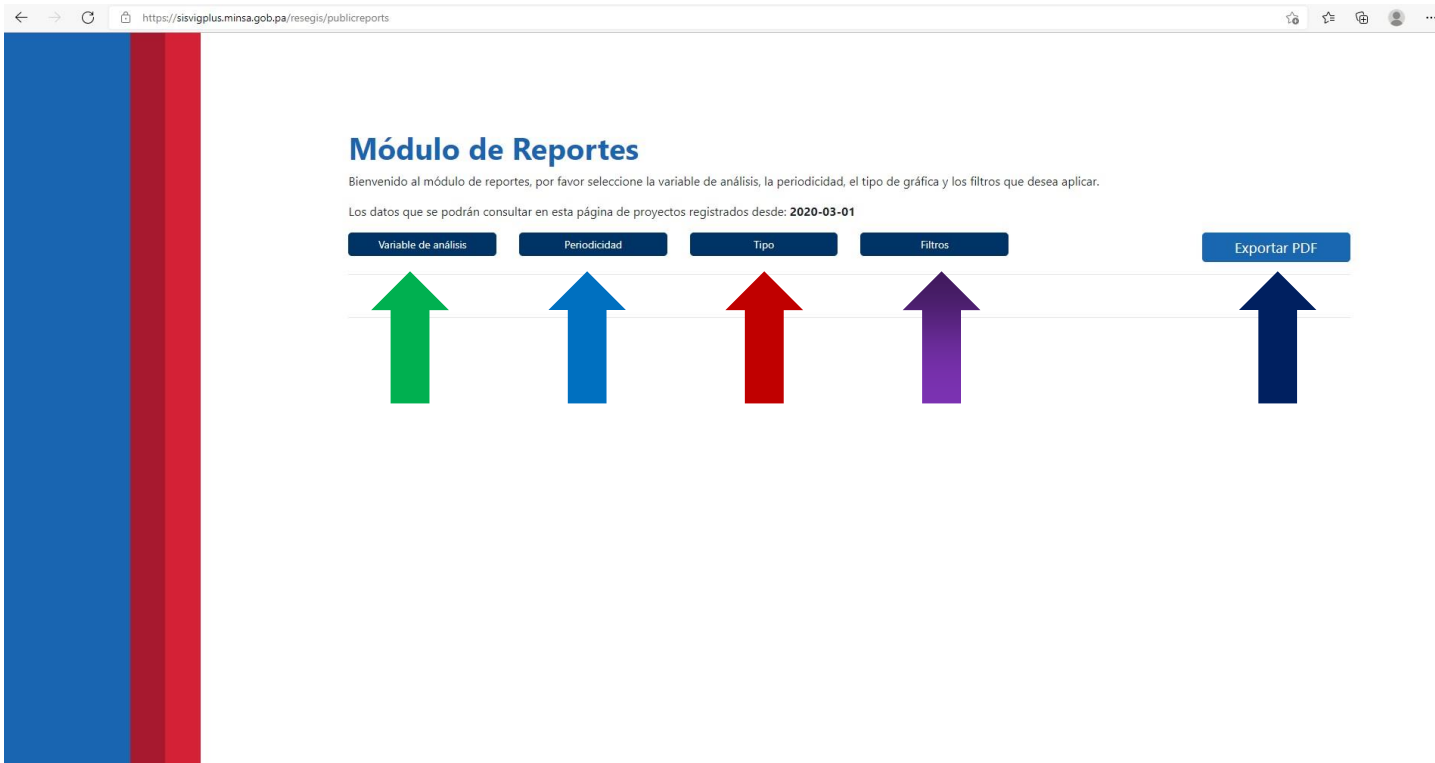 https://sisvigplus.minsa.gob.pa/resegis/publicreports
Módulo de Reportes
Bienvenido al módulo de reportes, por favor seleccione la variable de análisis, la periodicidad, el tipo de gráfica y los filtros que desea aplicar.
Los datos que se podrán consultar en esta página de proyectos registrados desde: 2020-03-01
Variable de análisis
Periodicidad
Tipo
Filtros
Exportar PDF